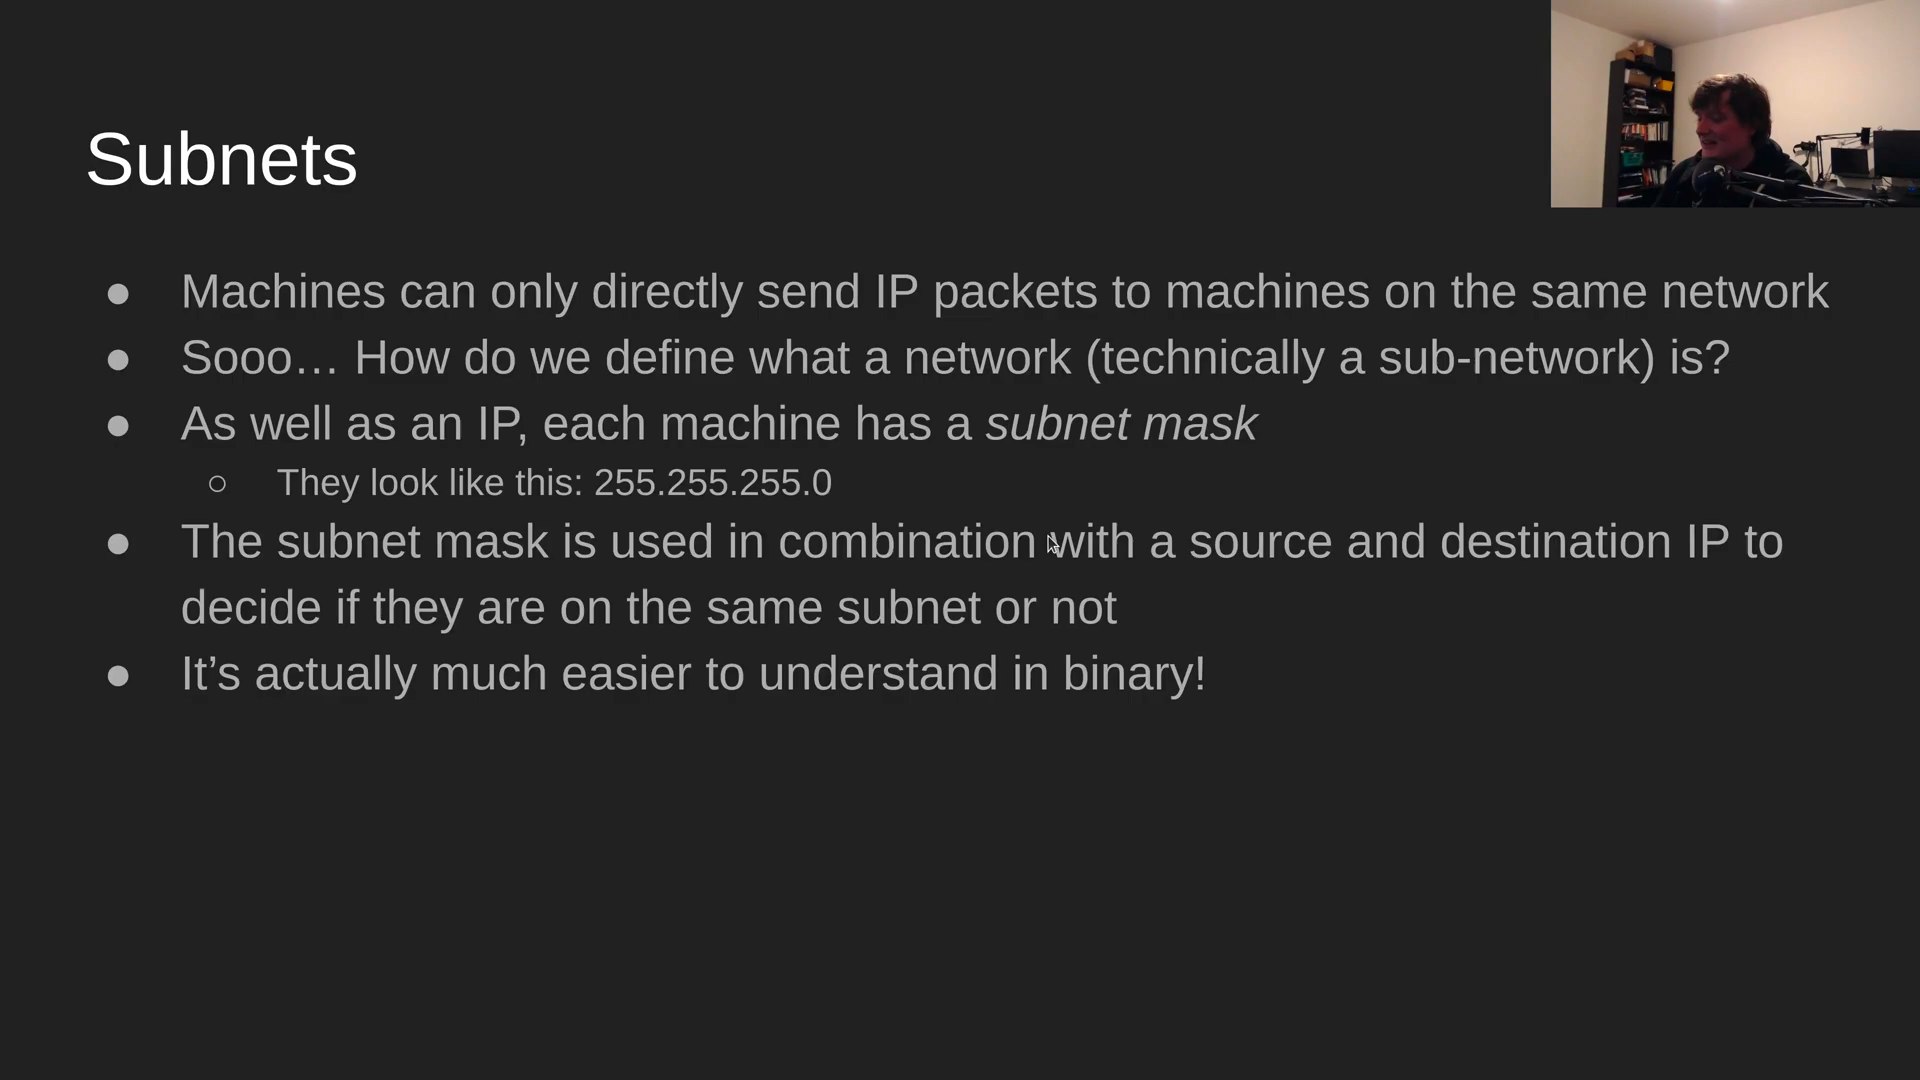 Subnets
● Machines can only directly send IP packets to machines on the same network
● Sooo… How do we define what a network (technically a sub-network) is?
● As well as an IP, each machine has a subnet mask
○ They look like this: 255.255.255.0
● The subnet mask is used in combination with a source and destination IP to
decide if they are on the same subnet or not
● It’s actually much easier to understand in binary!